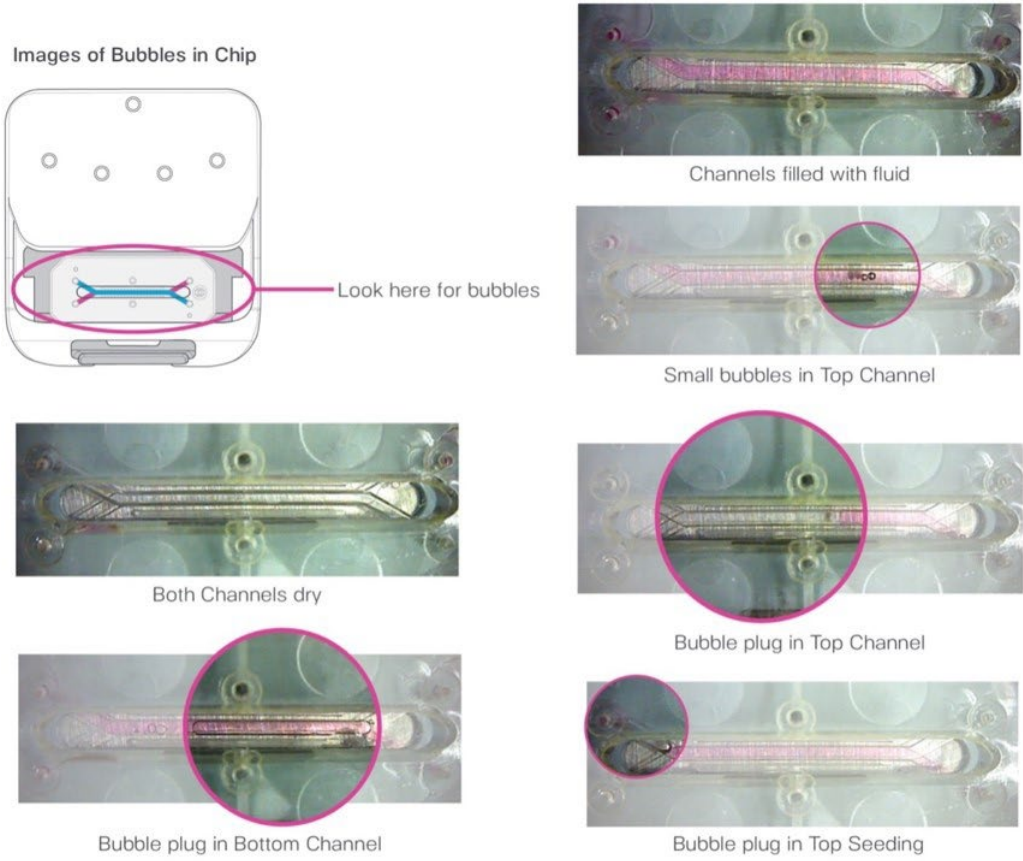 Images of Bubbles in Chip
Look here for bubbles
Channels filled with fluid
Small bubbles in Top Channel
Both Channels dry
Bubble plug in Top Channel
Bubble plug in Bottom Channel
Bubble plug in Top Seeding